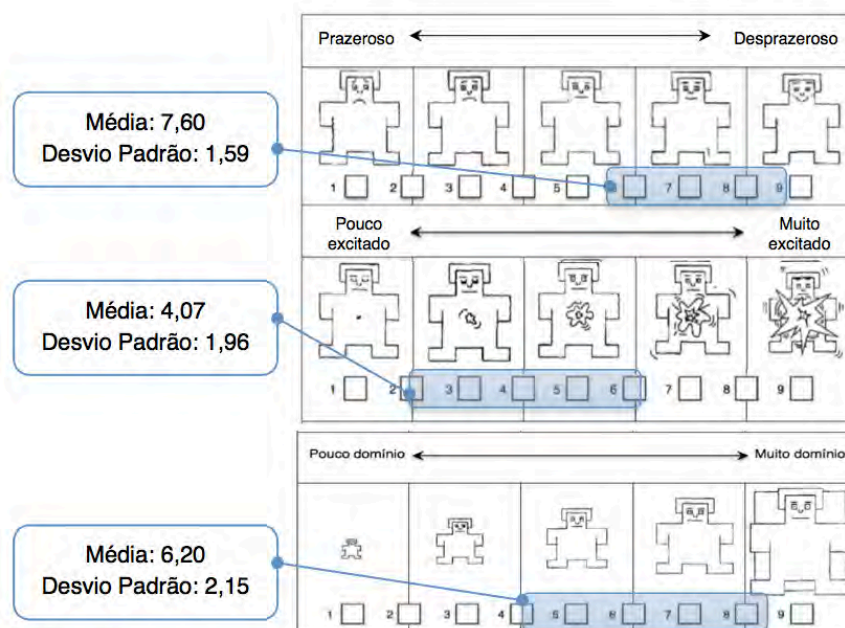 Prazeroso Desprazeroso
Média: 7,60
Desvio Padrão: 1,59
1 2 3 4 5 6 7 8 9
Pouco excitado Muito excitado
Média: 4,07
Desvio Padrão: 1,96
1 2 3 4 5 6 7 8 9
Pouco domínio Muito domínio
Média: 6,20
Desvio Padrão: 2,15
1 2 3 4 5 6 7 8 9